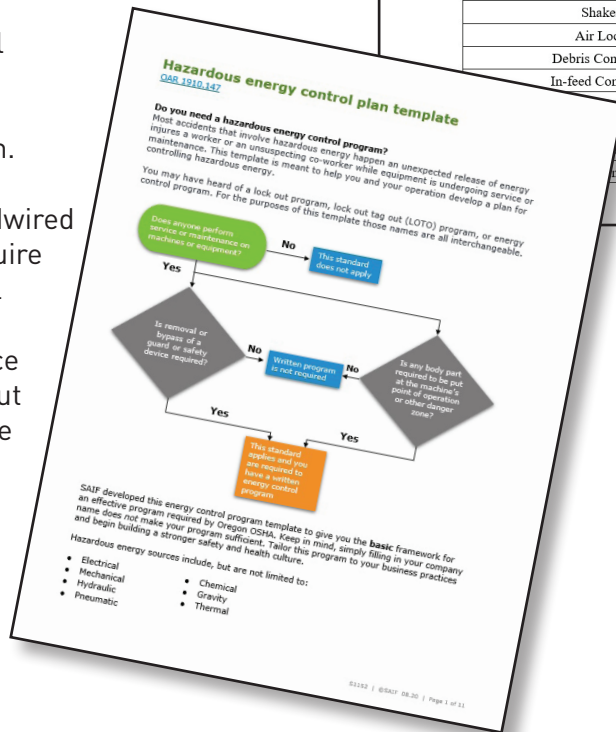 Shake
Air Loc
Debris Con
In-feed Con
n.
dwired
uire
ce
ut
e
Hazardous energy control plan template
OAR 1910.147
Do you need a hazardous energy control program?
Most accidents that involve hazardous energy happen an unexpected release of energy
injures a worker or an unsuspecting co-worker while equipment is undergoing service or
maintenance. This template is meant to help you and your operation develop a plan for
controlling hazardous energy.
You may have heard of a lock out program, lock out tag out (LOTO) program, or energy
control program. For the purposes of this template those names are all interchangeable.
Does anyone perform
service or maintenance on
machines or equipment?
No
This standard
does not apply
Yes
Is removal or
bypass of a
guard or safety
device required?
No
Written program
is not required
No
Is any body part
required to be put
at the machine's
point of operation
or other danger
zone?
Yes
Yes
This standard
applies and you
are required to
have a written
energy control
program
SAIF developed this energy control program template to give you the basic framework for
an effective program required by Oregon OSHA. Keep in mind, simply filling in your company
name does not make your program sufficient. Tailor this program to your business practices
and begin building a stronger safety and health culture.
Hazardous energy sources include, but are not limited to:
• Electrical
• Mechanical
• Hydraulic
• Pneumatic
• Chemical
• Gravity
• Thermal
S1152 | ©SAIF 08.20 | Page 1 of 11